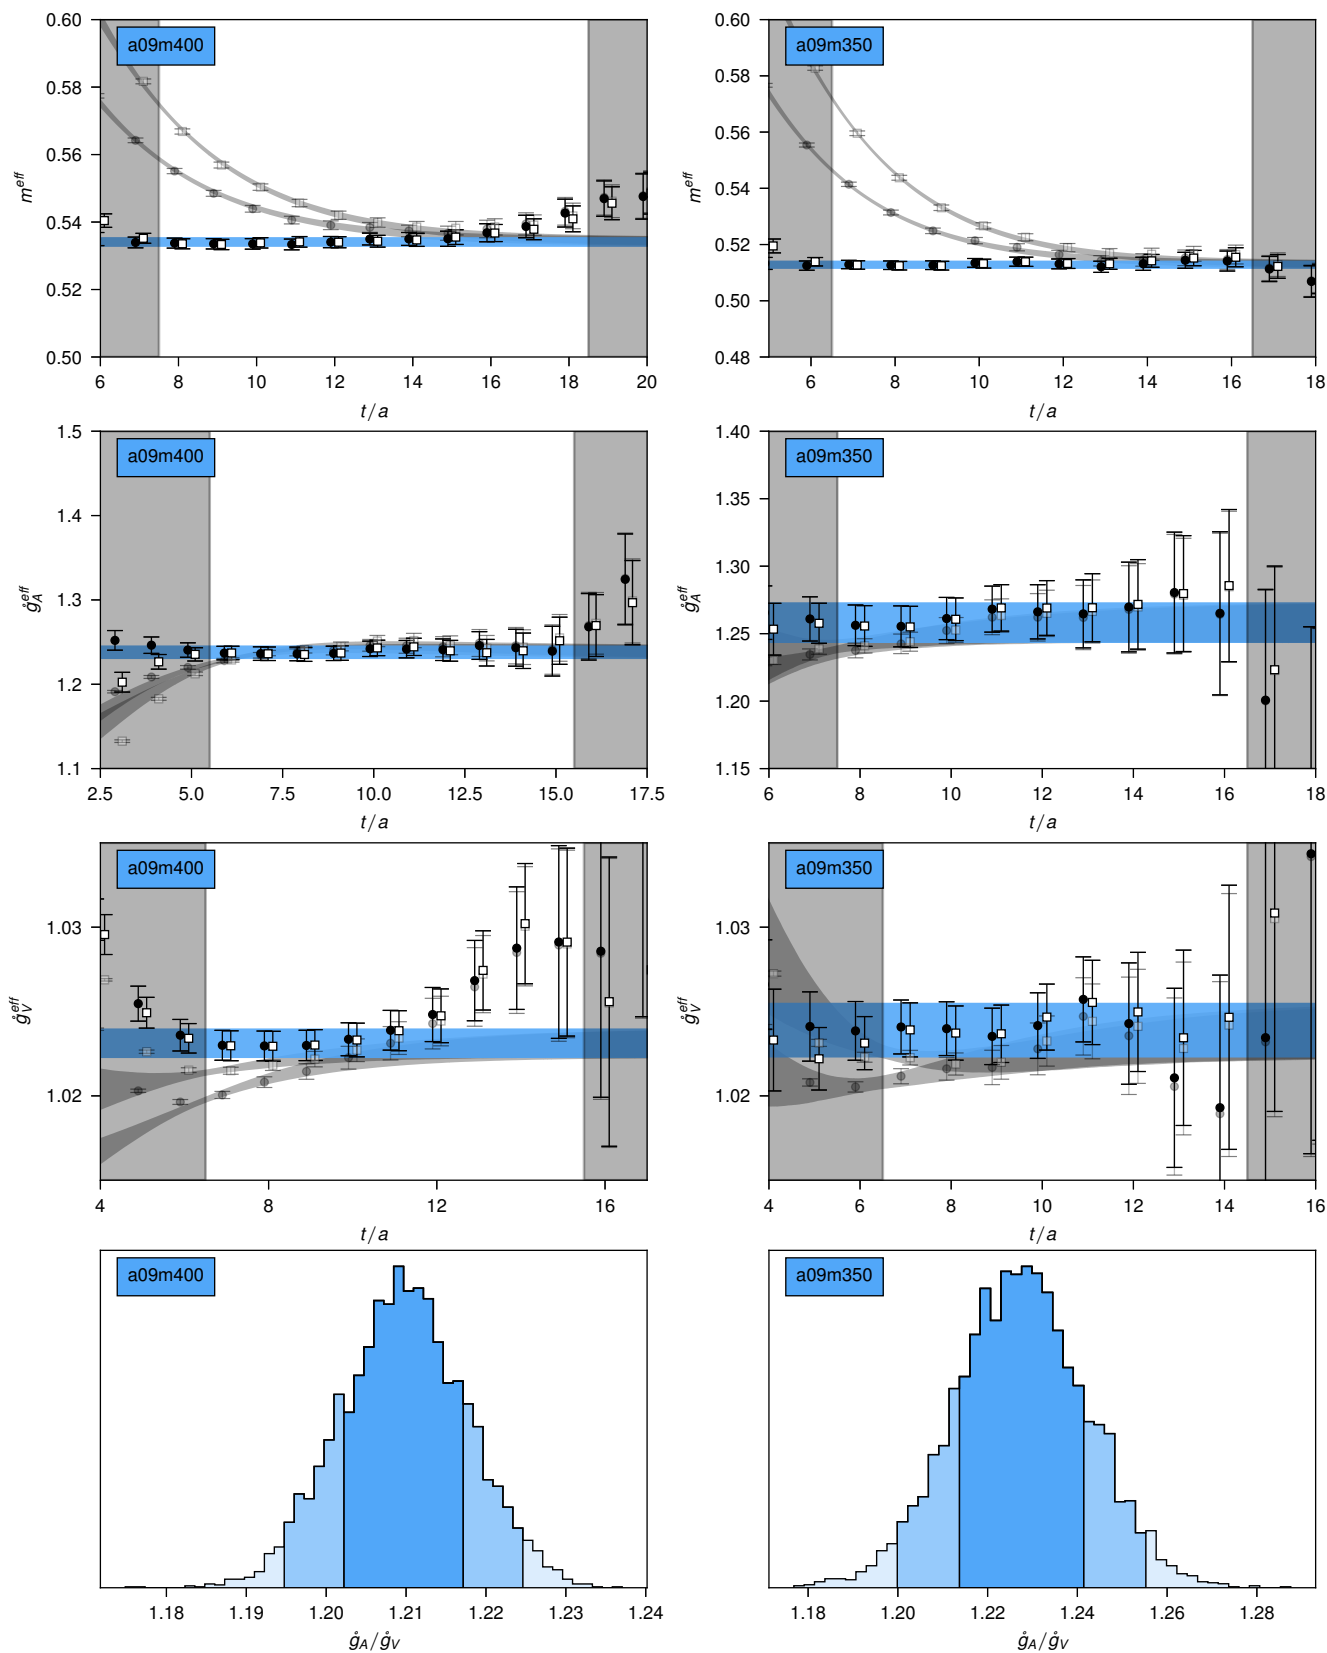 0.60
0.58
0.56
0.54
0.52
0.50
m^eff
a09m400
6 8 10 12 14 16 18 20
t/a
0.60
0.58
0.56
0.54
0.52
0.50
0.48
m^eff
a09m350
6 8 10 12 14 16 18
t/a
1.5
1.4
1.3
1.2
1.1
g̊_A^eff
a09m400
2.5 5.0 7.5 10.0 12.5 15.0 17.5
t/a
1.40
1.35
1.30
1.25
1.20
1.15
g̊_A^eff
a09m350
6 8 10 12 14 16 18
t/a
1.03
1.02
g̊_V^eff
a09m400
4 8 12 16
t/a
1.03
1.02
g̊_V^eff
a09m350
4 6 8 10 12 14 16
t/a
a09m400
1.18 1.19 1.20 1.21 1.22 1.23 1.24
g̊_A/g̊_V
a09m350
1.18 1.20 1.22 1.24 1.26 1.28
g̊_A/g̊_V